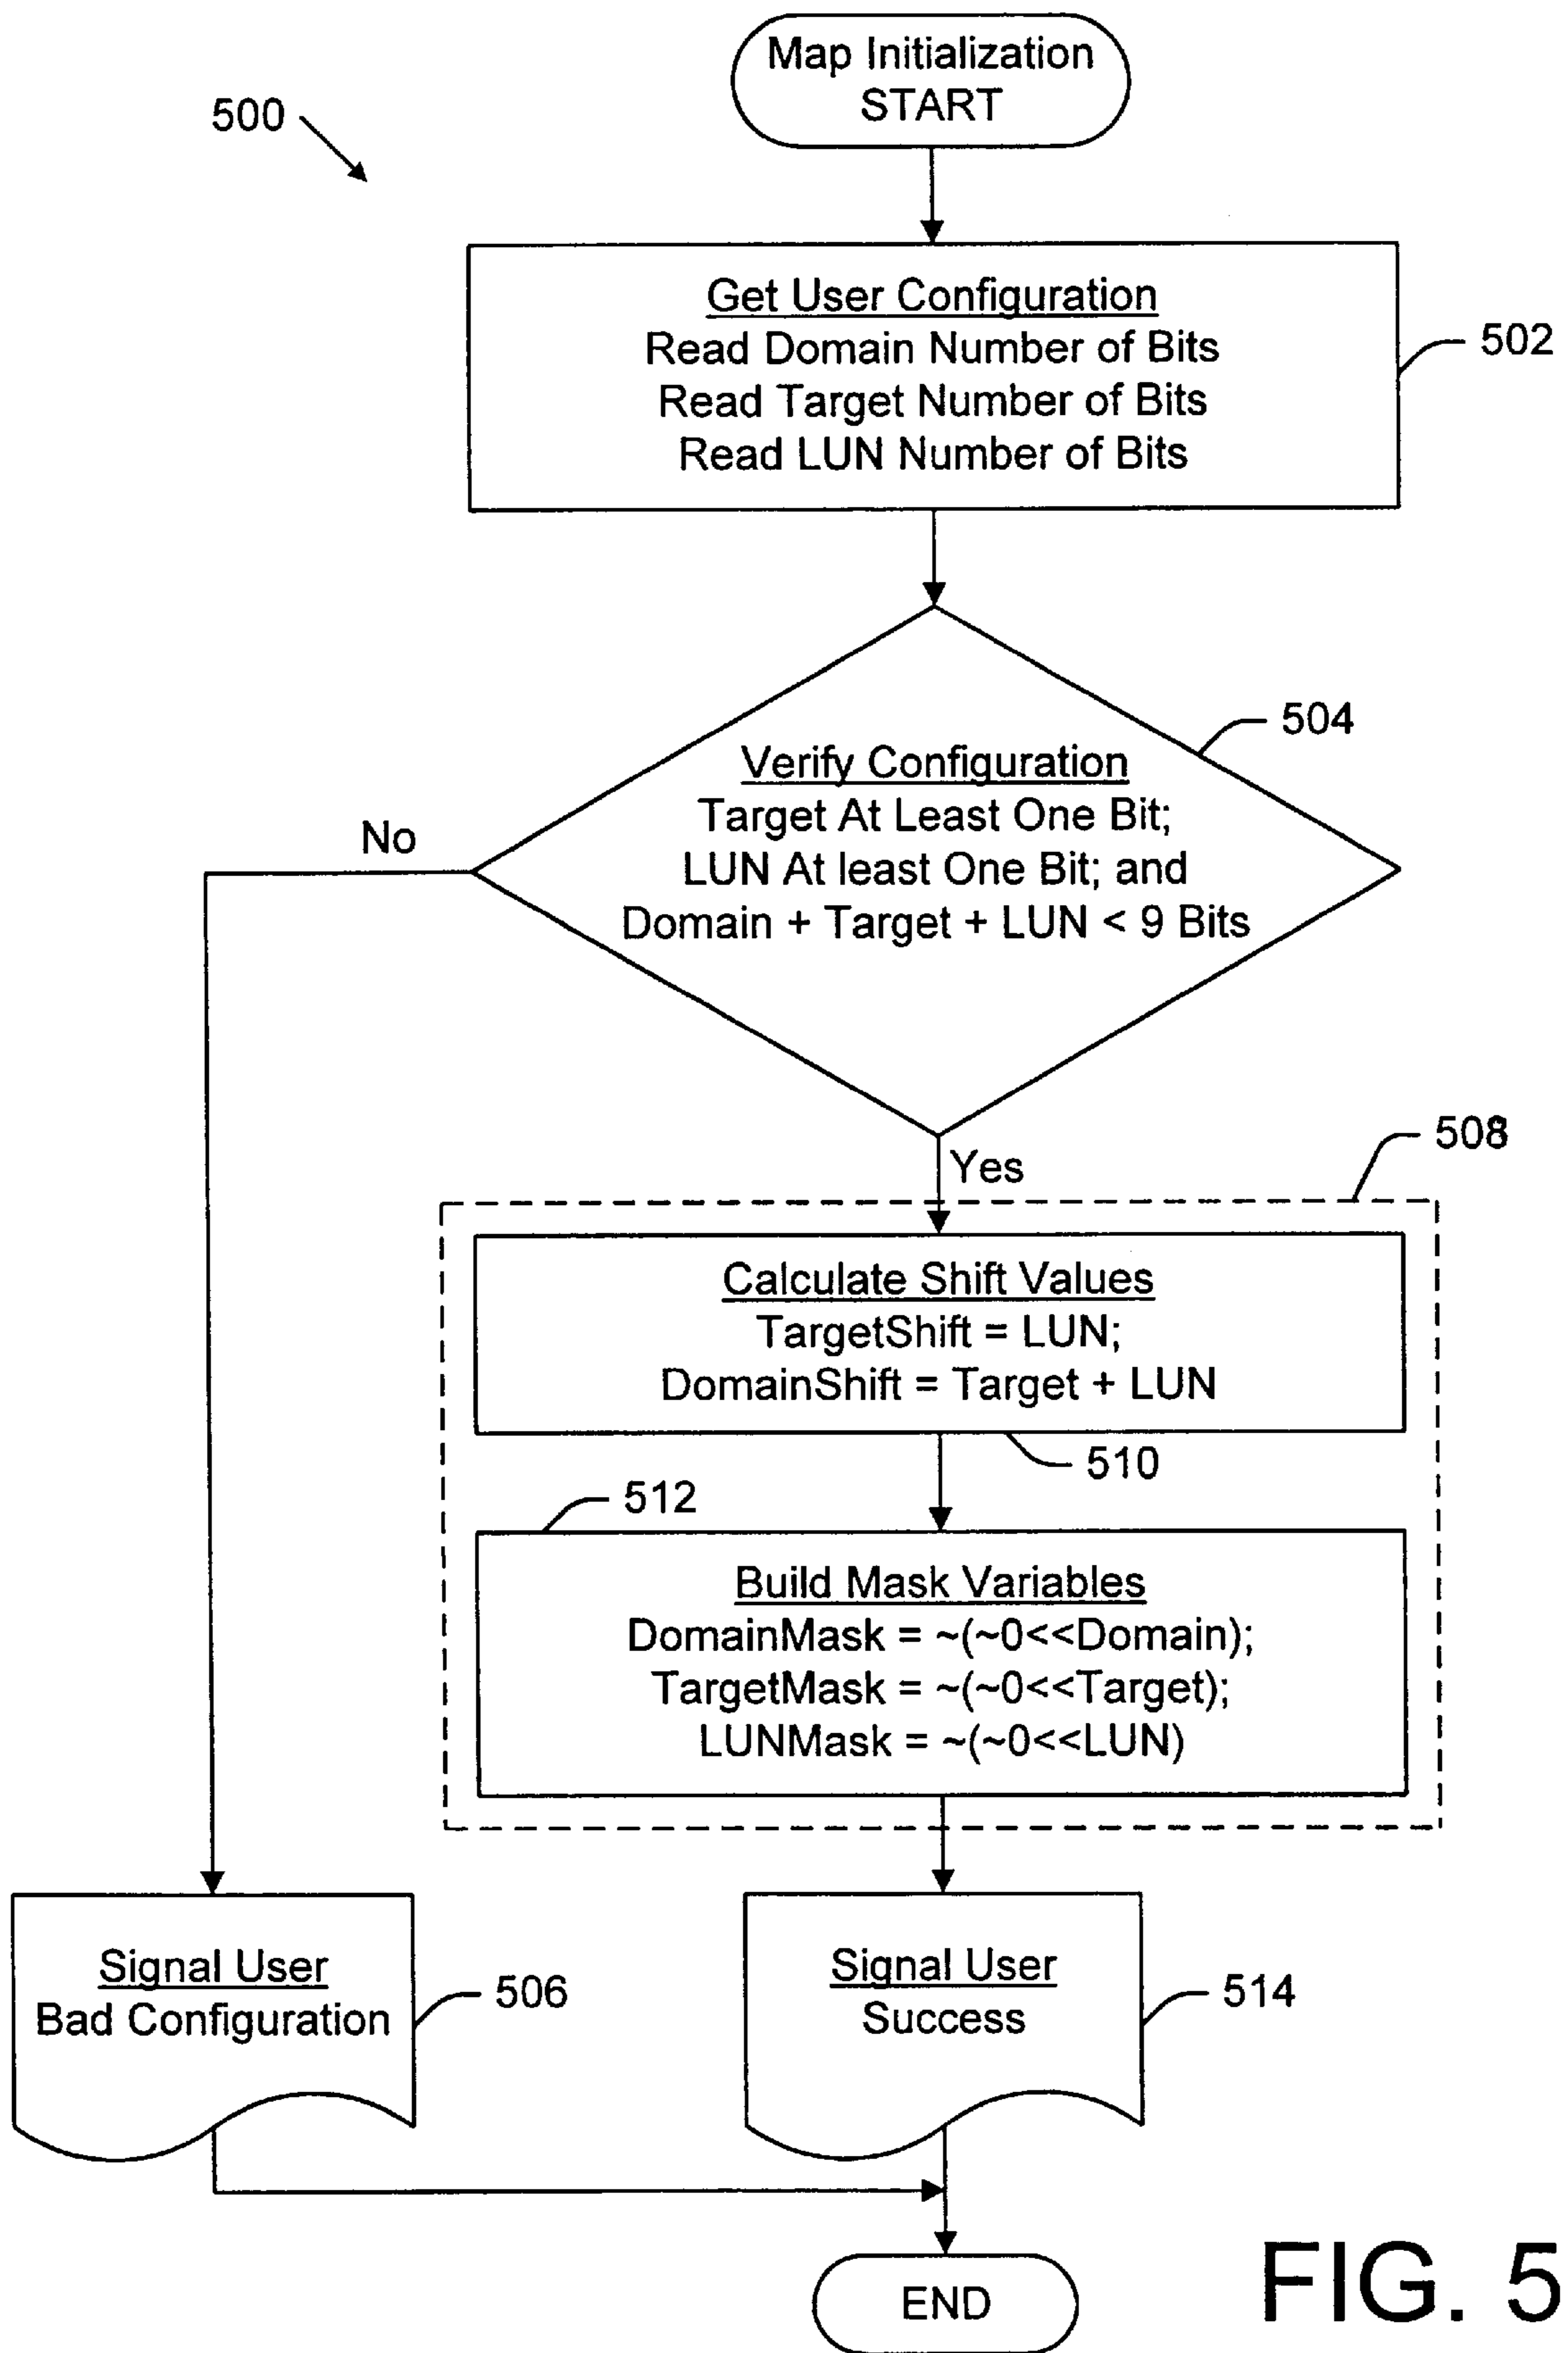 Map Initialization
START
500
Get User Configuration
Read Domain Number of Bits
Read Target Number of Bits
Read LUN Number of Bits
502
504
Verify Configuration
Target At Least One Bit;
LUN At least One Bit; and
Domain + Target + LUN < 9 Bits
No
Yes
508
Calculate Shift Values
TargetShift = LUN;
DomainShift = Target + LUN
510
512
Build Mask Variables
DomainMask = ~(~0<<Domain);
TargetMask = ~(~0<<Target);
LUNMask = ~(~0<<LUN)
Signal User
Bad Configuration
506
Signal User
Success
514
END
FIG. 5